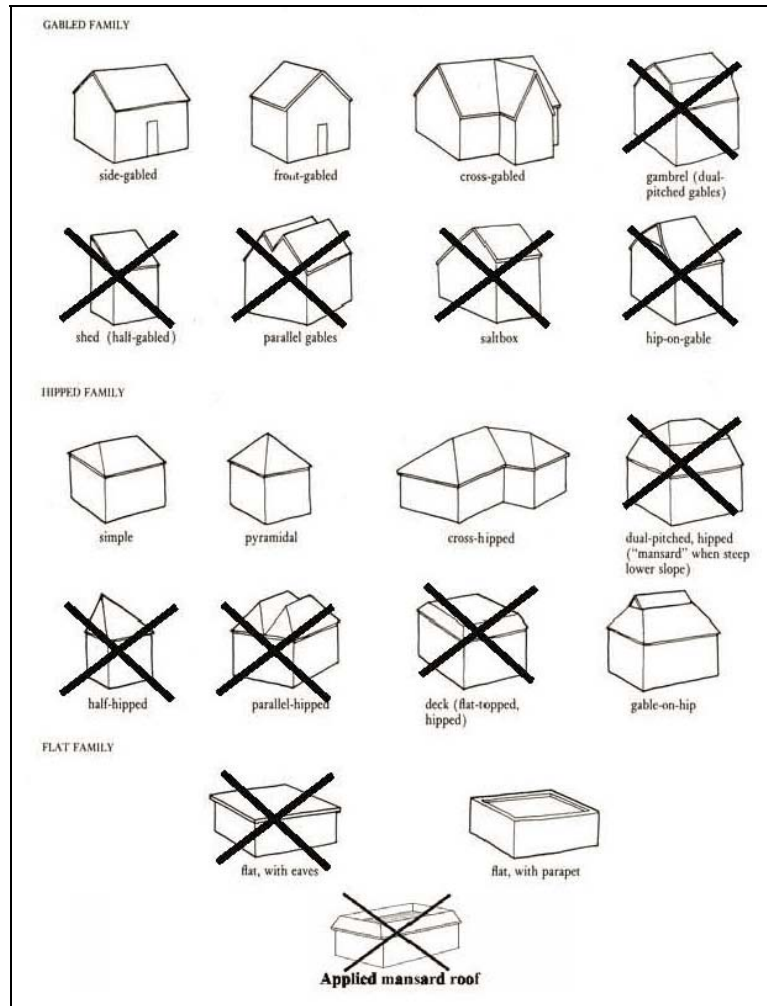 GABLED FAMILY
side-gabled
front-gabled
cross-gabled
gambrel (dual-
pitched gables)
shed (half-gabled)
parallel gables
saltbox
hip-on-gable
HIPPED FAMILY
simple
pyramidal
cross-hipped
dual-pitched, hipped
("mansard" when steep
lower slope)
half-hipped
parallel-hipped
deck (flat-topped,
hipped)
gable-on-hip
FLAT FAMILY
flat, with eaves
flat, with parapet
Applied mansard roof